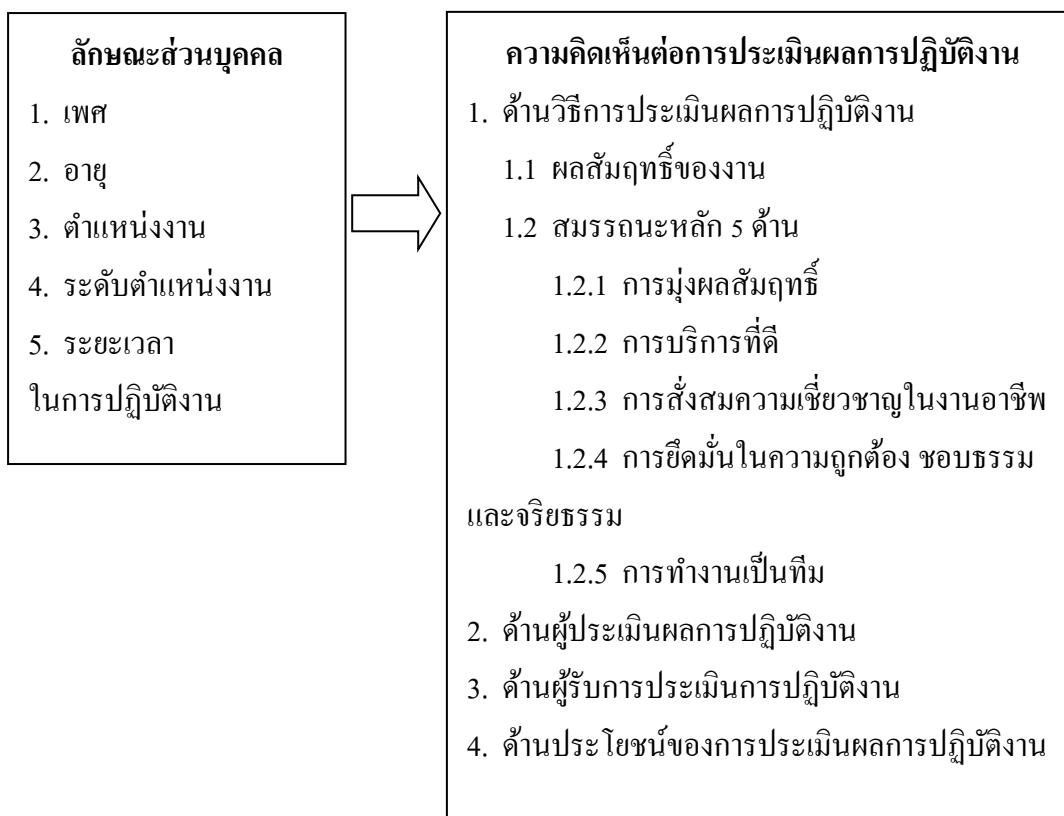 ลักษณะส่วนบุคคล
1. เพศ
2. อายุ
3. ตำแหน่งงาน
4. ระดับตำแหน่งงาน
5. ระยะเวลา
ในการปฏิบัติงาน
ความคิดเห็นต่อการประเมินผลการปฏิบัติงาน
1. ด้านวิธีการประเมินผลการปฏิบัติงาน
1.1 ผลสัมฤทธิ์ของงาน
1.2 สมรรถนะหลัก 5 ด้าน
1.2.1 การมุ่งผลสัมฤทธิ์
1.2.2 การบริการที่ดี
1.2.3 การสั่งสมความเชี่ยวชาญในงานอาชีพ
1.2.4 การยึดมั่นในความถูกต้อง ชอบธรรม
และจริยธรรม
1.2.5 การทำงานเป็นทีม
2. ด้านผู้ประเมินผลการปฏิบัติงาน
3. ด้านผู้รับการประเมินการปฏิบัติงาน
4. ด้านประโยชน์ของการประเมินผลการปฏิบัติงาน